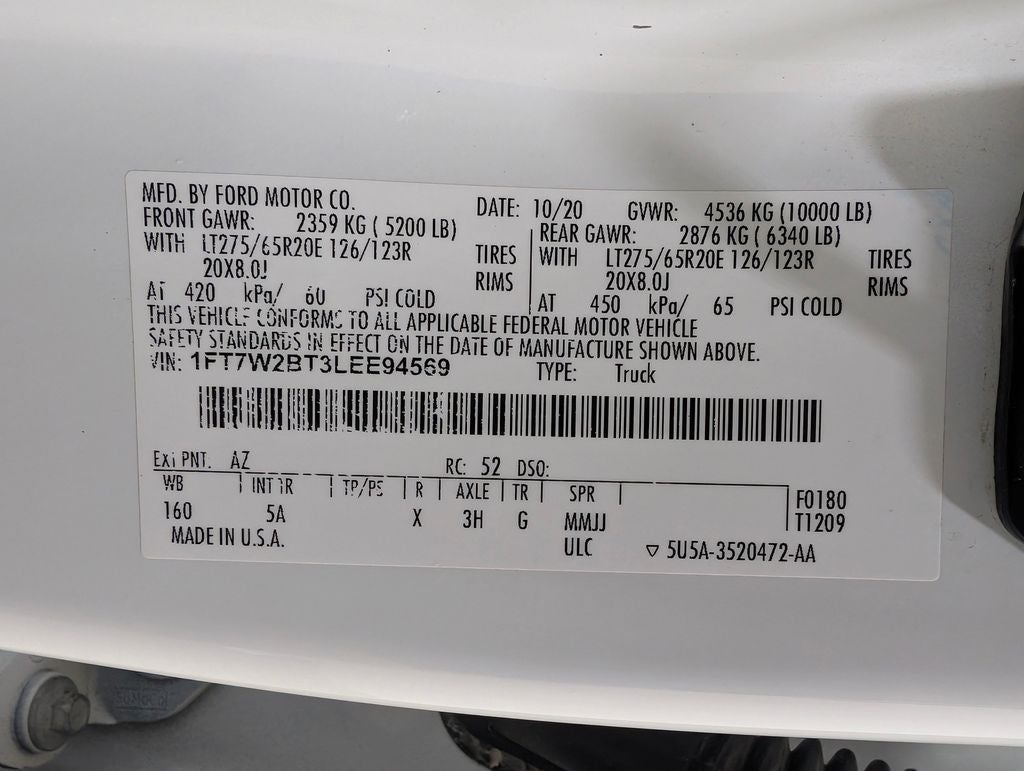 MFD. BY FORD MOTOR CO. DATE: 10/20 GVWR: 4536 KG (10000 LB)
FRONT GAWR: 2359 KG ( 5200 LB) REAR GAWR: 2876 KG ( 6340 LB)
WITH LT275/65R20E 126/123R TIRES WITH LT275/65R20E 126/123R TIRES
20X8.0J RIMS 20X8.0J RIMS
AT 420 kPa/ 60 PSI COLD AT 450 kPa/ 65 PSI COLD
THIS VEHICLE CONFORMS TO ALL APPLICABLE FEDERAL MOTOR VEHICLE
SAFETY STANDARDS IN EFFECT ON THE DATE OF MANUFACTURE SHOWN ABOVE.
VIN: 1FT7W2BT3LEE94569 TYPE: Truck
EXT PNT. AZ RC: 52 DSO:
WB INT TR TP/PS R AXLE TR SPR F0180
160 5A X 3H G MMJJ T1209
MADE IN U.S.A. ULC ▽ 5U5A-3520472-AA